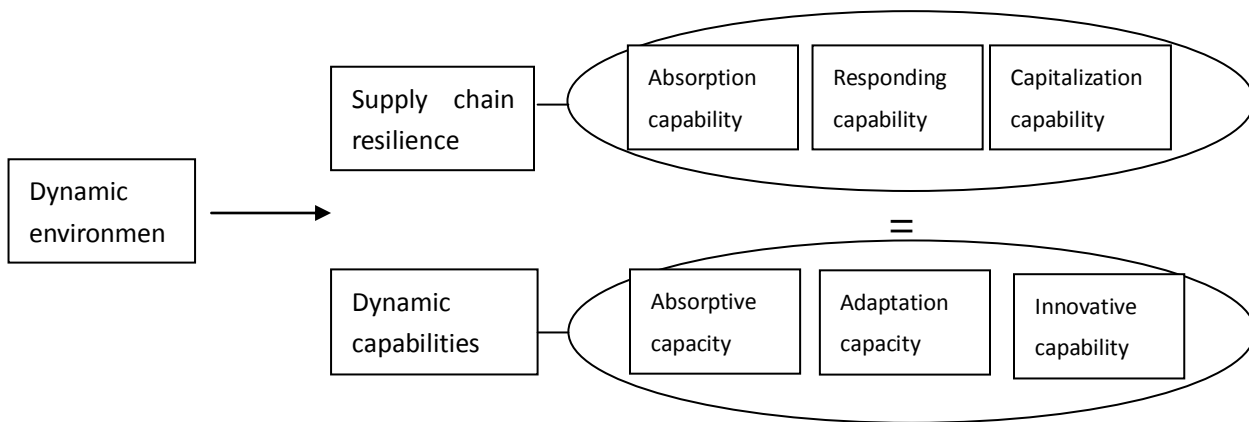 Absorption
capability
Responding
capability
Capitalization
capability
Supply chain
resilience
Dynamic
environmen
=
Dynamic
capabilities
Absorptive
capacity
Adaptation
capacity
Innovative
capability